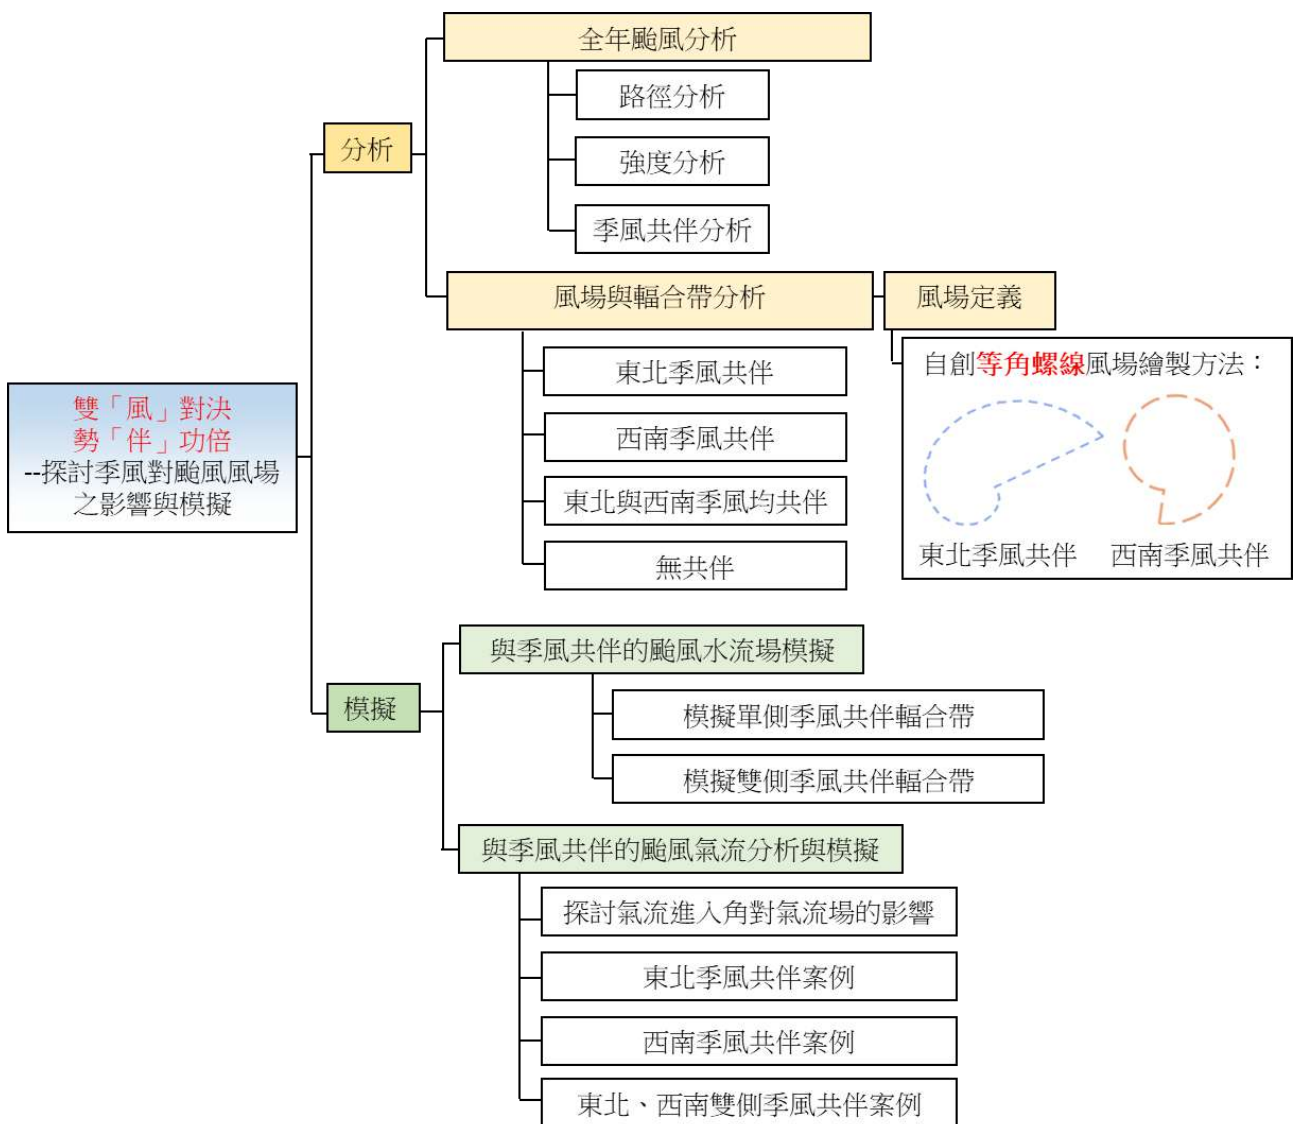 雙「風」對決
勢「伴」功倍
--探討季風對颱風風場
之影響與模擬
分析
全年颱風分析
路徑分析
強度分析
季風共伴分析
風場與輻合帶分析
東北季風共伴
西南季風共伴
東北與西南季風均共伴
無共伴
風場定義
自創等角螺線風場繪製方法：
東北季風共伴
西南季風共伴
模擬
與季風共伴的颱風水流場模擬
模擬單側季風共伴輻合帶
模擬雙側季風共伴輻合帶
與季風共伴的颱風氣流分析與模擬
探討氣流進入角對氣流場的影響
東北季風共伴案例
西南季風共伴案例
東北、西南雙側季風共伴案例